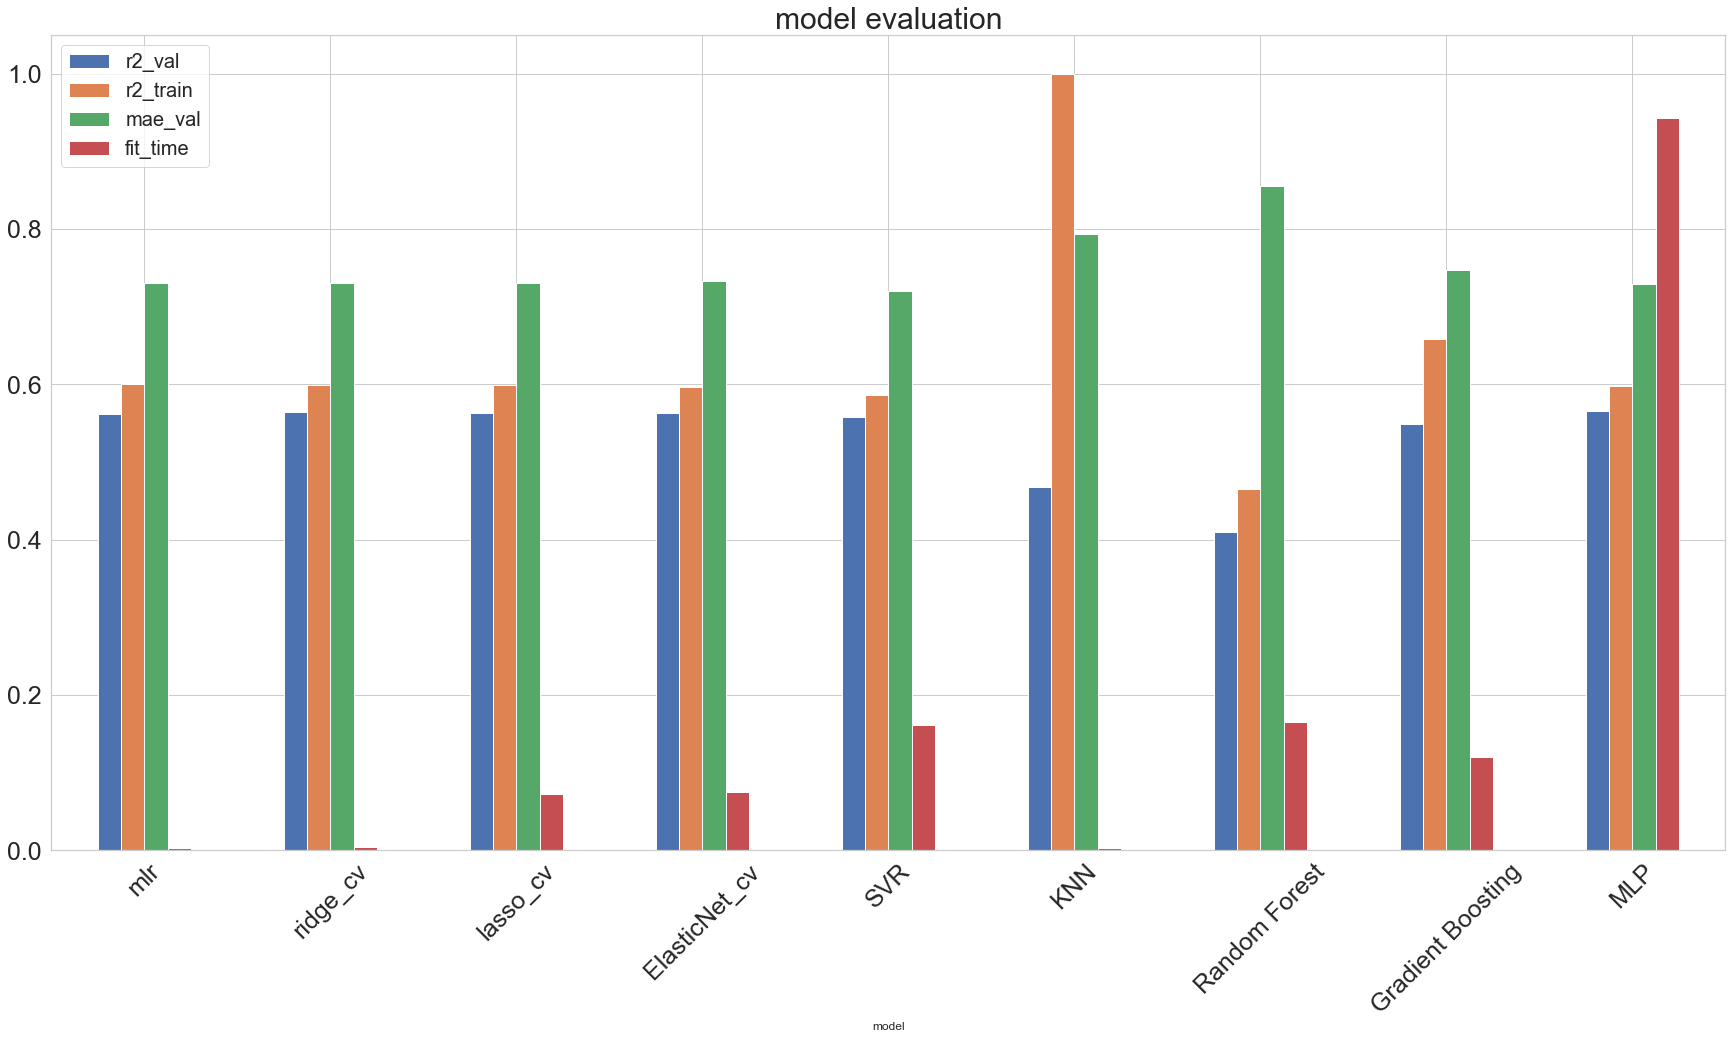 model evaluation
r2_val
r2_train
mae_val
fit_time
1.0
0.8
0.6
0.4
0.2
0.0
mlr
ridge_cv
lasso_cv
ElasticNet_cv
SVR
KNN
Random Forest
Gradient Boosting
MLP
model